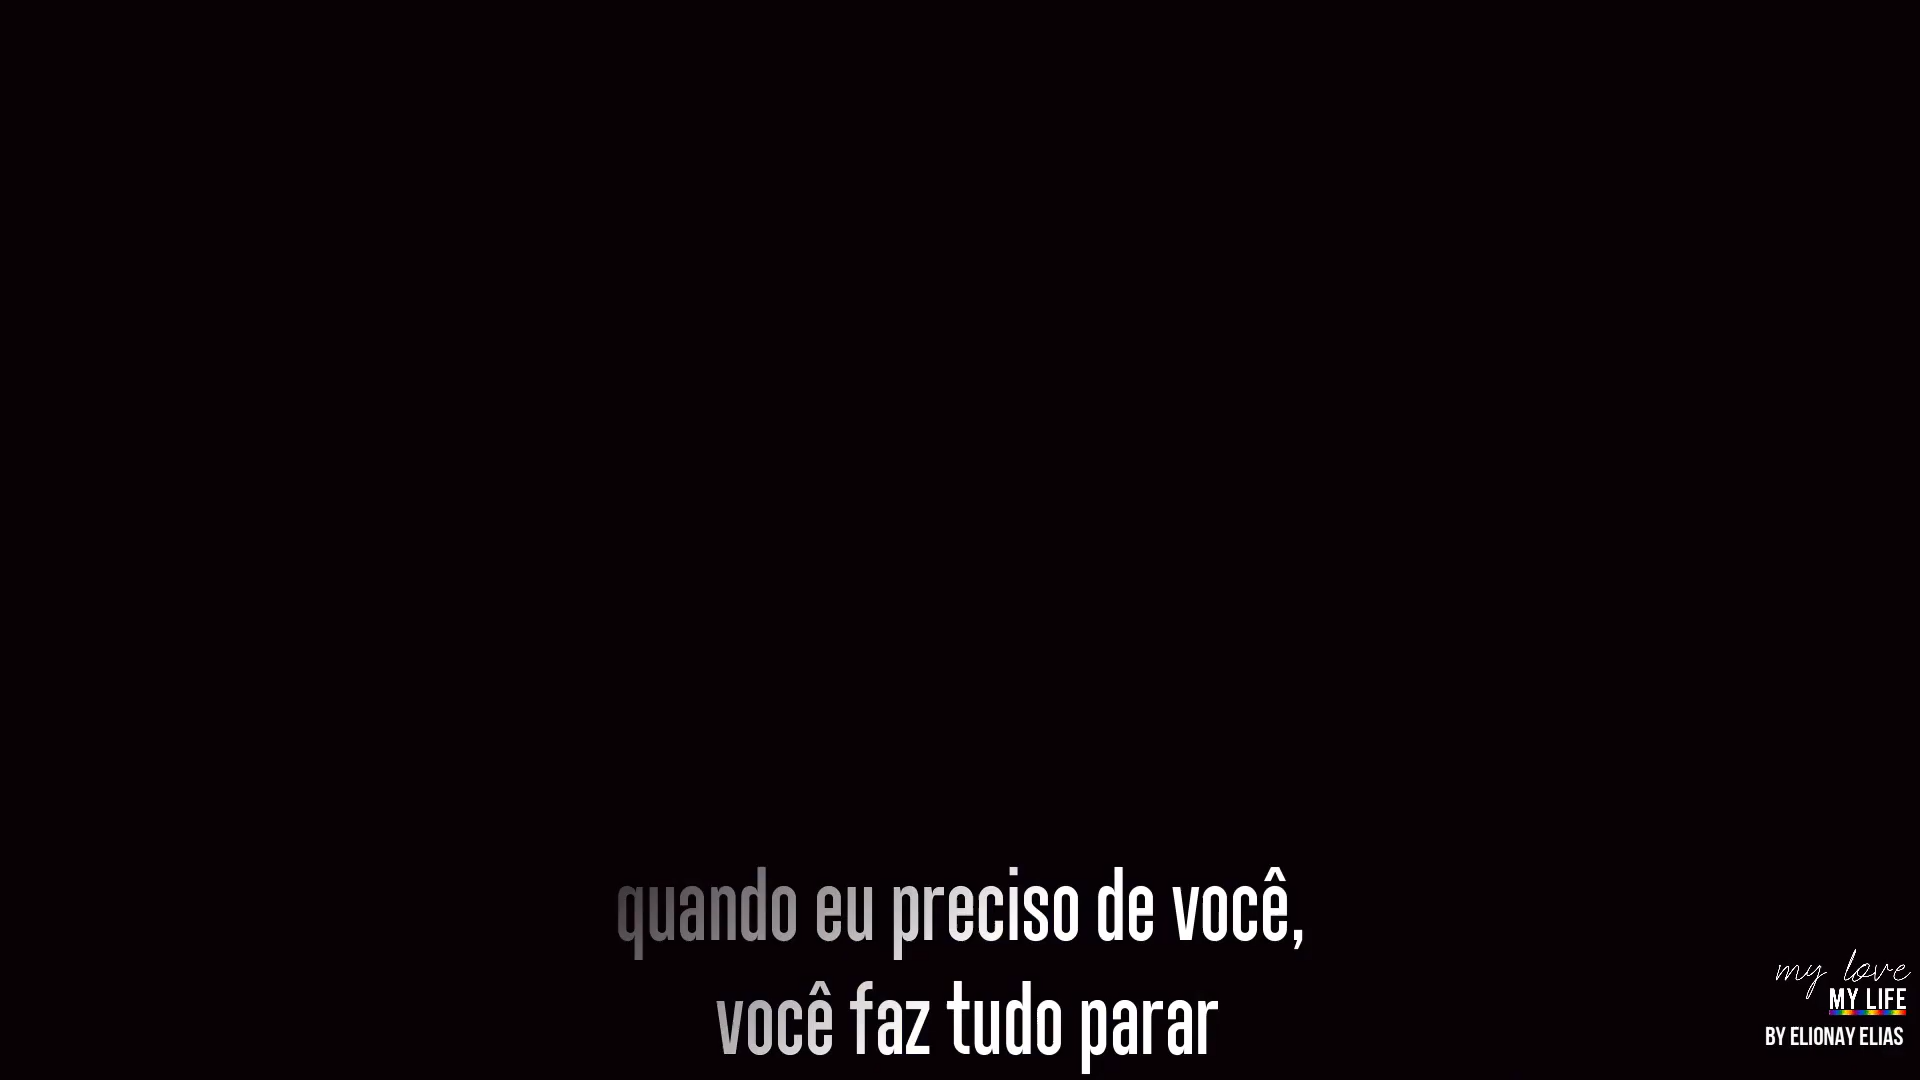 quando eu preciso de você,
você faz tudo parar
my love
MY LIFE
BY ELIONAY ELIAS